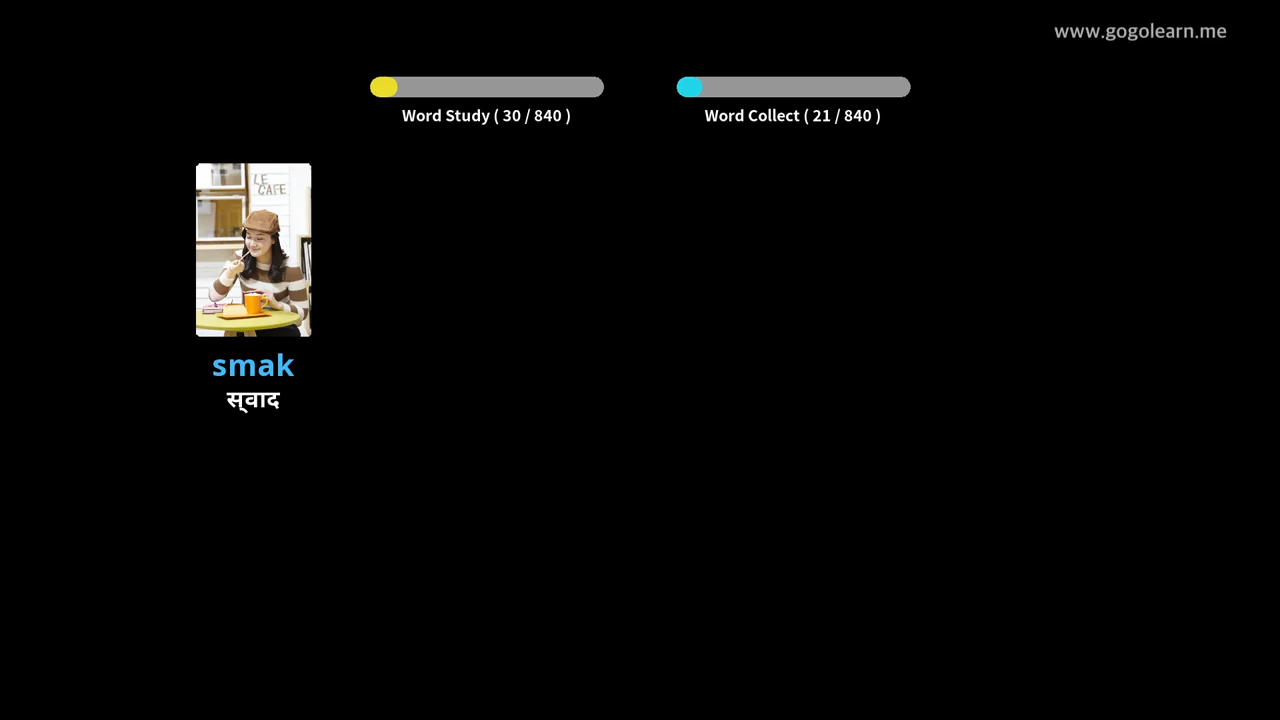 www.gogolearn.me
Word Study ( 30 / 840 )
Word Collect ( 21 / 840 )
LE
CAFE
smak
स्वाद